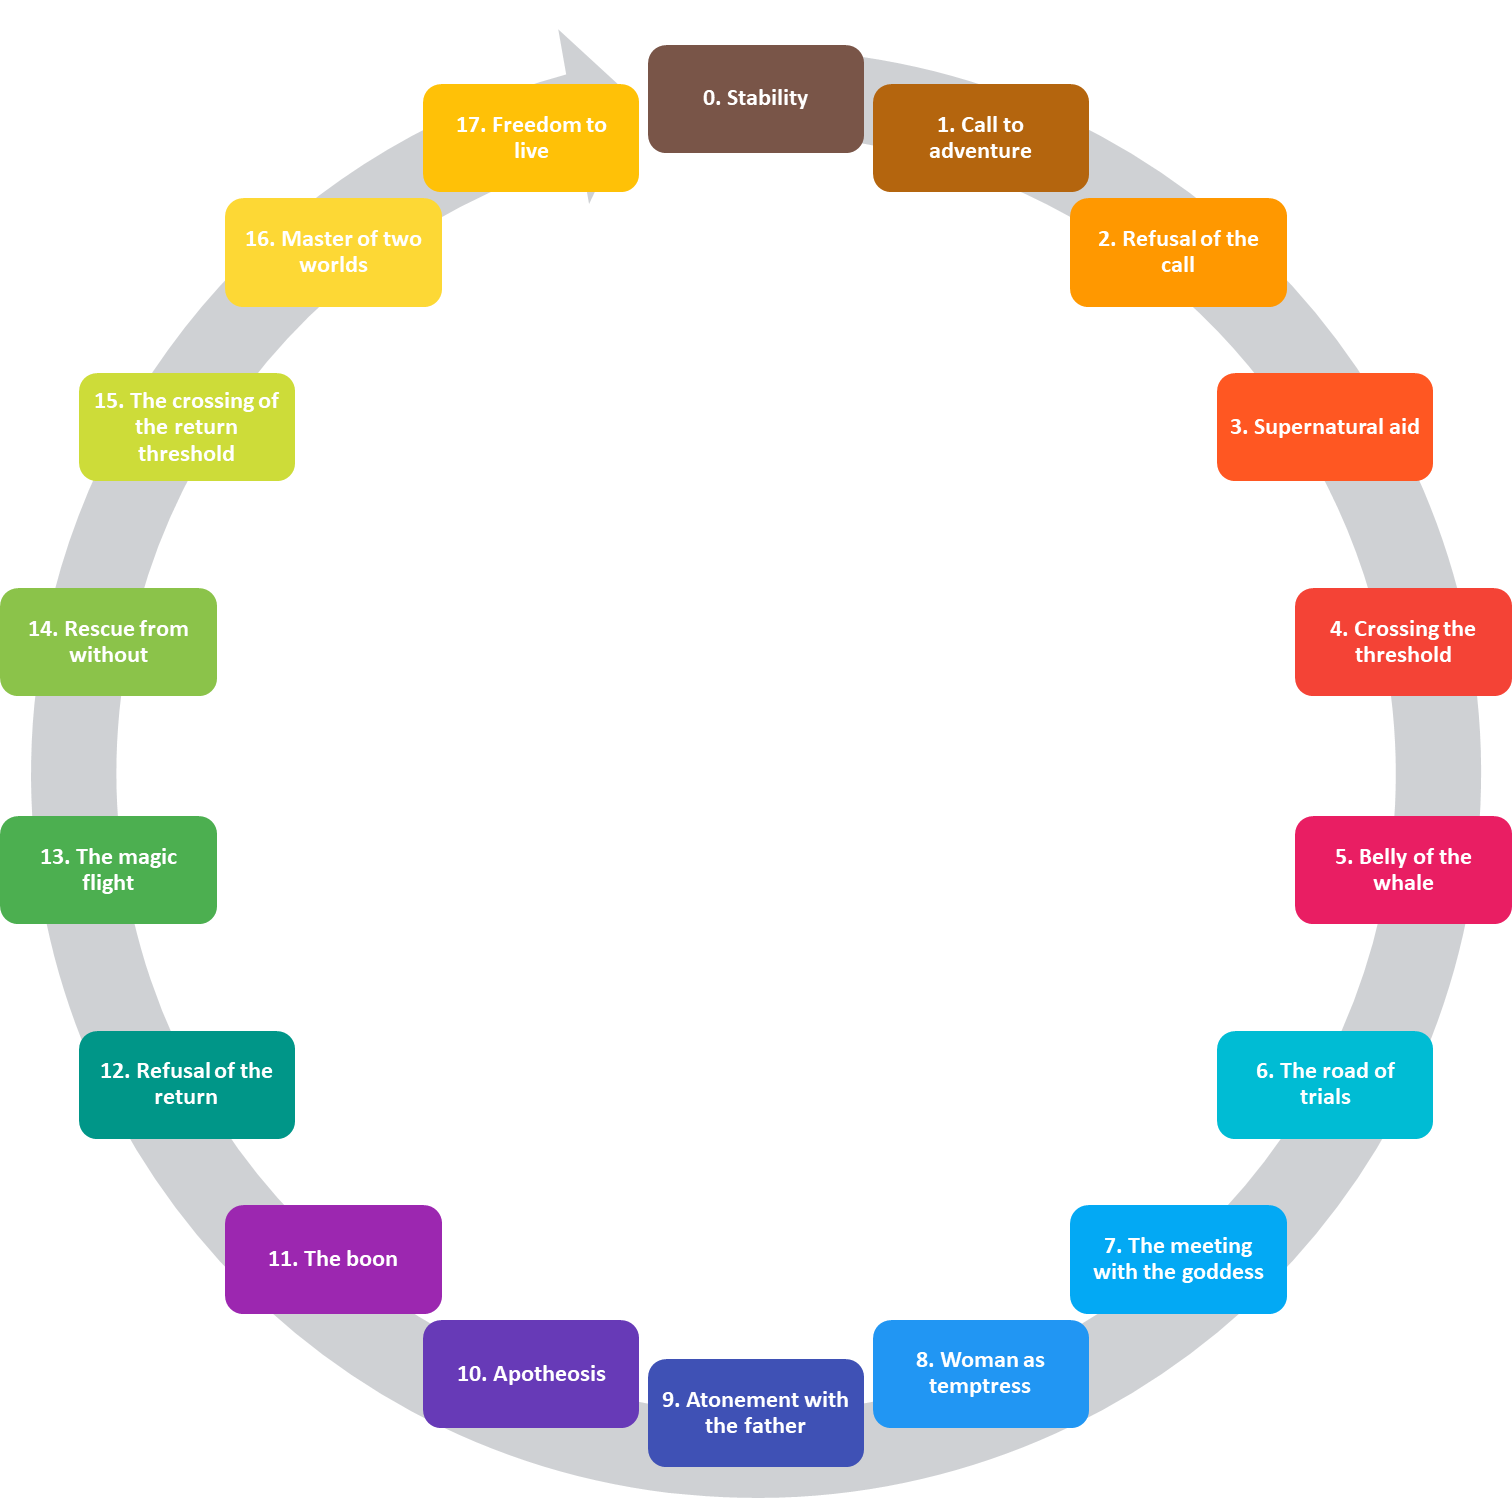 0. Stability
1. Call to
adventure
2. Refusal of the
call
3. Supernatural aid
4. Crossing the
threshold
5. Belly of the
whale
6. The road of
trials
7. The meeting
with the goddess
8. Woman as
temptress
9. Atonement with
the father
10. Apotheosis
11. The boon
12. Refusal of the
return
13. The magic
flight
14. Rescue from
without
15. The crossing of
the return
threshold
16. Master of two
worlds
17. Freedom to
live